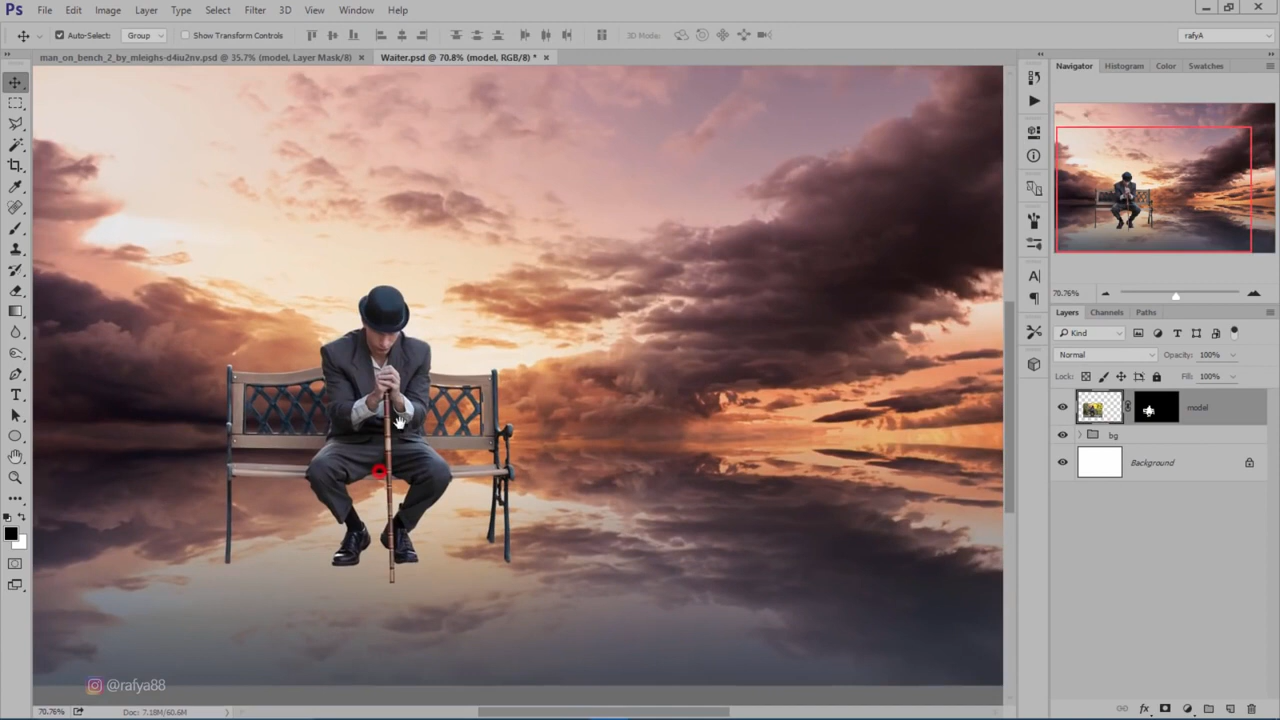 Ps File Edit Image Layer Type Select Filter 3D View Window Help
Auto-Select: Group Show Transform Controls 3D Mode: rafyA
man_on_bench_2_by_mleighs-d4iu2nv.psd @ 35.7% (model, Layer Mask/8) × Waiter.psd @ 70.8% (model, RGB/8) * ×
Navigator Histogram Color Swatches
70.76%
Layers Channels Paths
Kind
Normal Opacity: 100%
Lock: Fill: 100%
model
bg
Background
@rafya88
70.76% Doc: 7.18M/60.6M